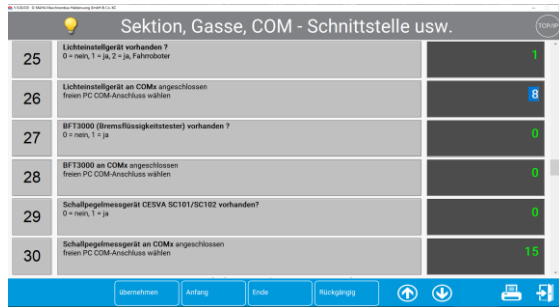 Sektion, Gasse, COM - Schnittstelle usw.
TCP/IP
25
Lichteinstellgerät vorhanden ?
0 = nein, 1 = ja, 2 = ja, Fahrroboter
1
26
Lichteinstellgerät an COMx angeschlossen
freien PC COM-Anschluss wählen
8
27
BFT3000 (Bremsflüssigkeitstester) vorhanden ?
0 = nein, 1 = ja
0
28
BFT3000 an COMx angeschlossen
freien PC COM-Anschluss wählen
0
29
Schallpegelmessgerät CESVA SC101/SC102 vorhanden?
0 = nein, 1 = ja
0
30
Schallpegelmessgerät an COMx angeschlossen
freien PC COM-Anschluss wählen
15
übernehmen
Anfang
Ende
Rückgängig